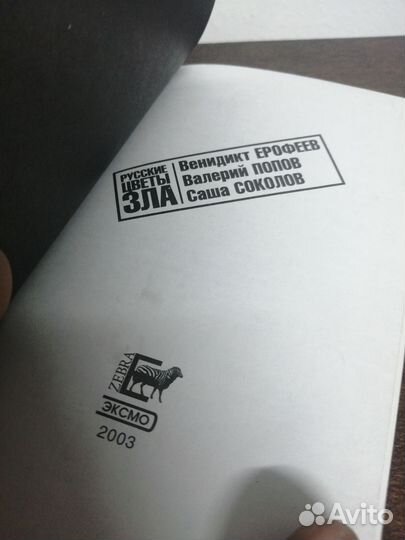 РУССКИЕ
ЦВЕТЫ
ЗЛА
Венидикт ЕРОФЕЕВ
Валерий ПОПОВ
Саша СОКОЛОВ
ZEBRA E
ЭКСМО
2003
Avito